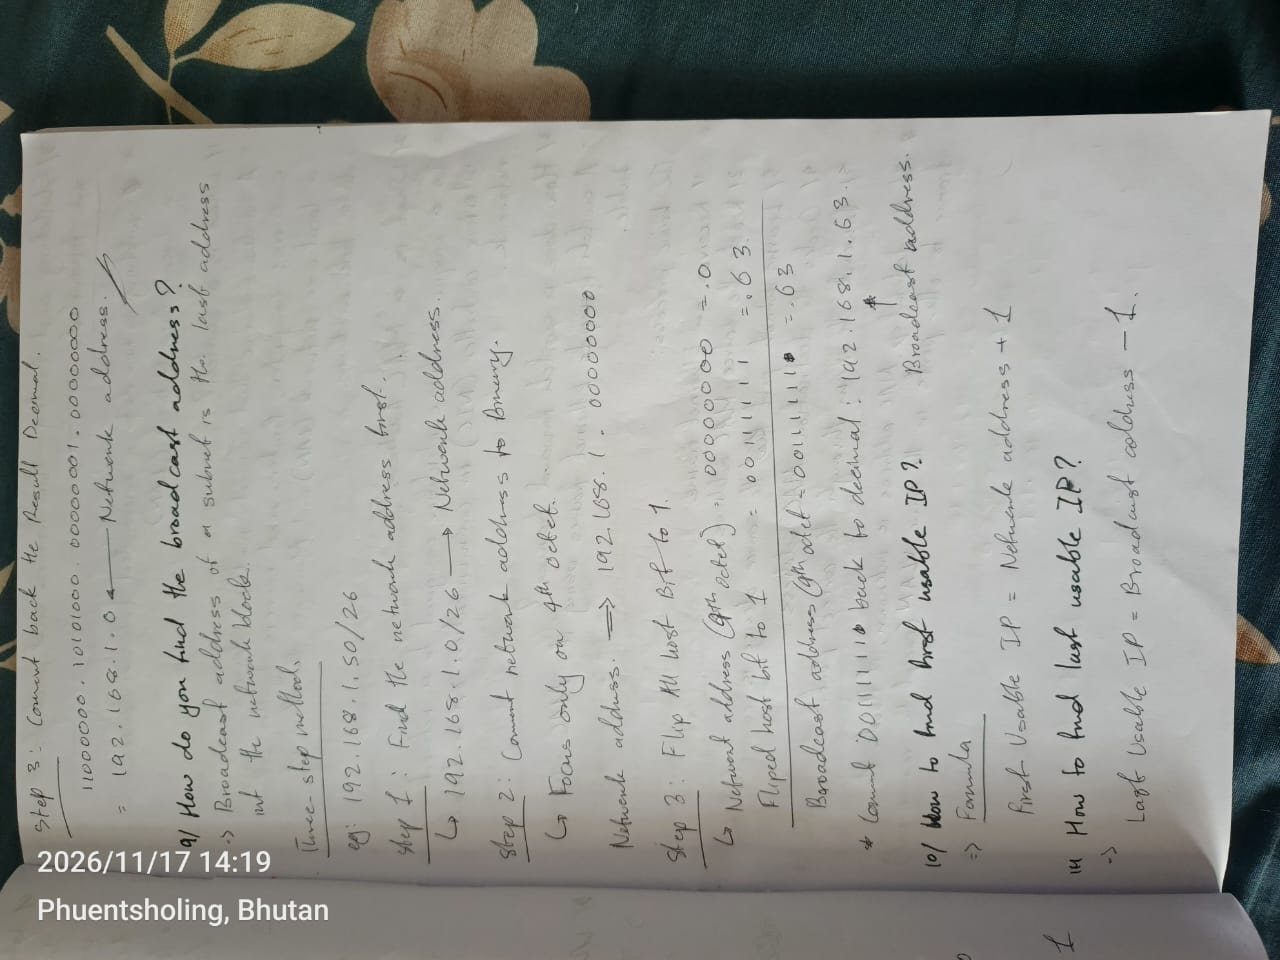 Step 3: Convert back the Result Decimal.
11000000.10101000.00000001.00000000
= 192.168.1.0 ← Network address.
9/ How do you find the broadcast address?
=> Broadcast address of a subnet is the last address
int the network block.
Three-step method.
eg: 192.168.1.50/26
Step 1: Find the network address first.
↳ 192.168.1.0/26 → Network address.
Step 2: Convert network address to Binary.
↳ Focus only on 4th octet.
Network address. => 192.168.1.00000000
Step 3: Flip All host Bit to 1.
↳ Network address (4th octet) = 00000000 = .0
Fliped host bit to 1 = 00111111 = .63
Broadcast address (4th octet = 00111111 = .63
* Convert 00111111 back to decimal: 192.168.1.63.
Broadcast address.
10/ How to find first usable IP?
=> Formula
First Usable IP = Network address + 1
11/ How to find last usable IP?
=>
Last Usable IP = Broadcast address - 1.
1
2026/11/17 14:19
Phuentsholing, Bhutan